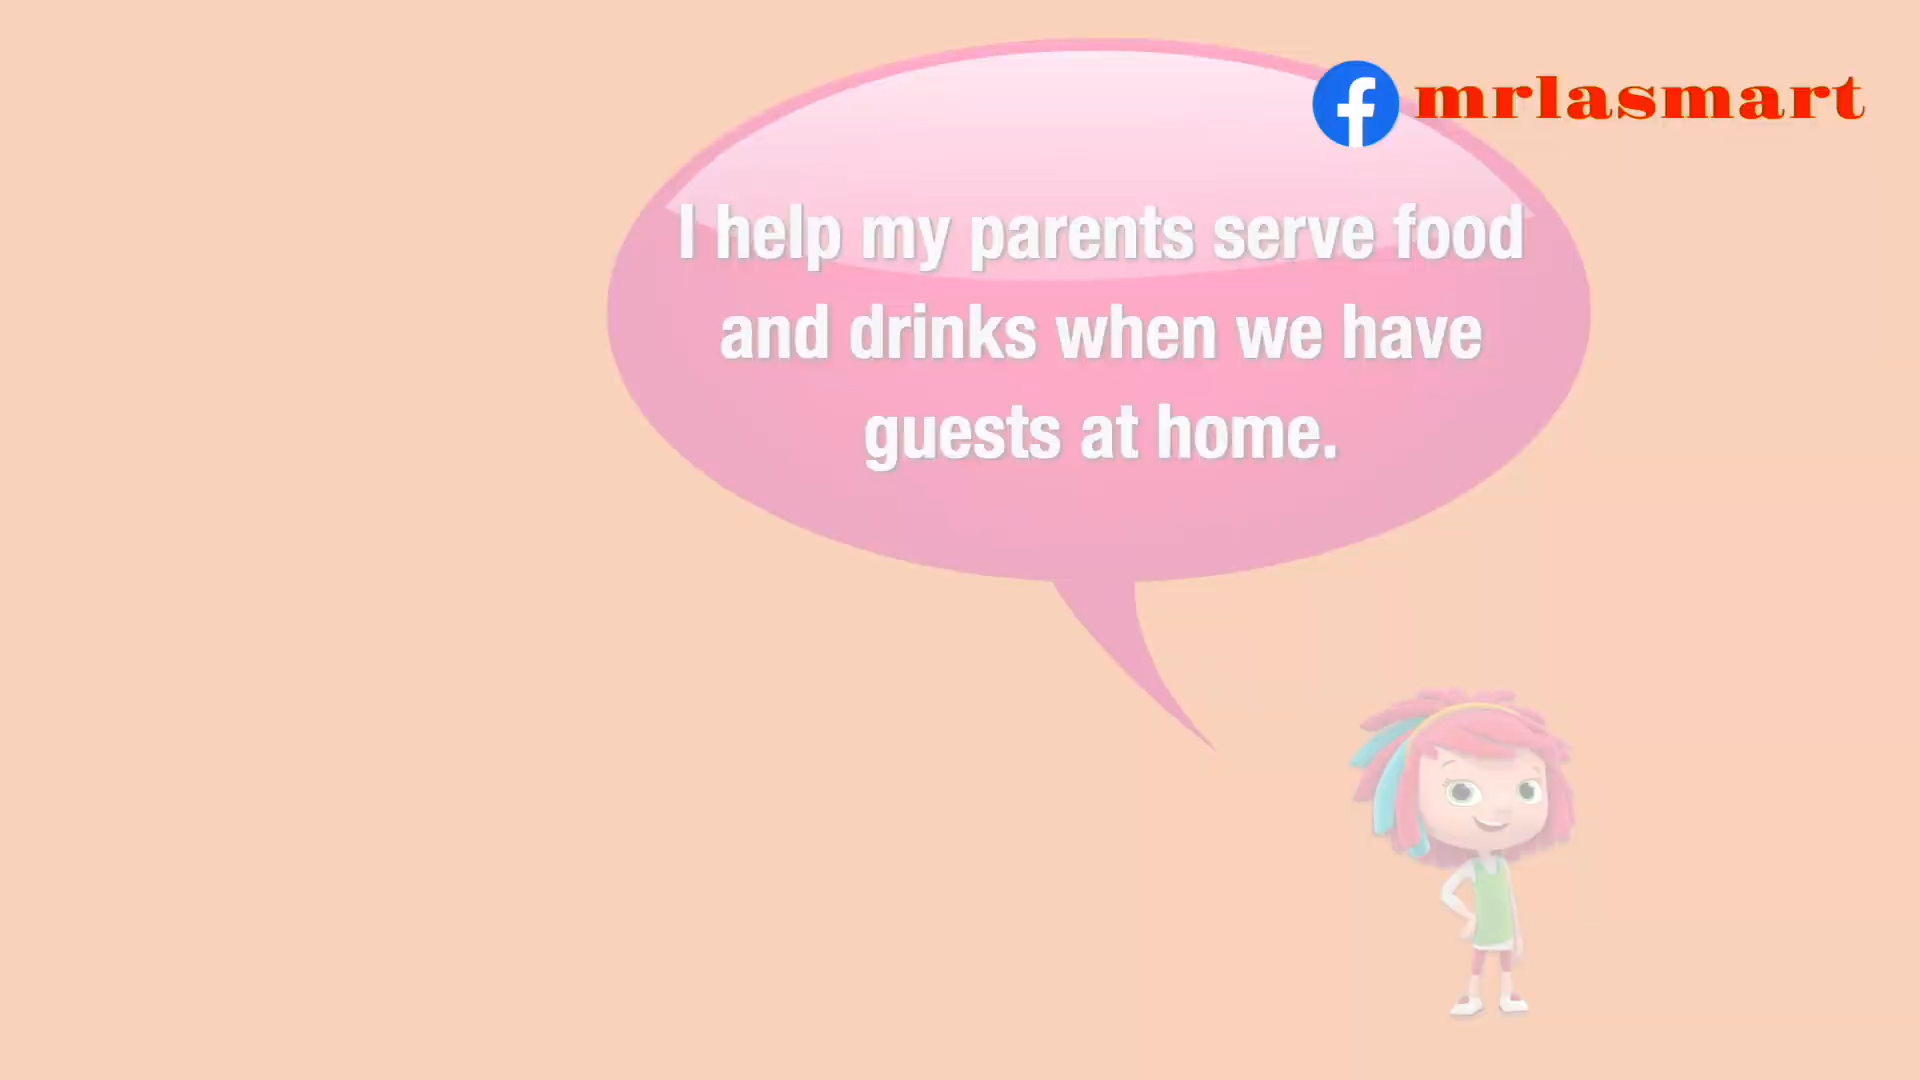 mrlasmart
I help my parents serve food
and drinks when we have
guests at home.